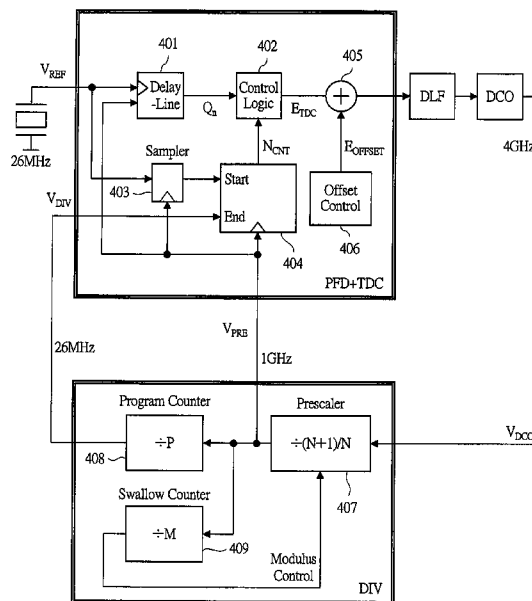 401
402
405
V_REF
Delay
-Line
Control
Logic
Q_n
E_TDC
DLF
DCO
Sampler
N_CNT
E_OFFSET
4GHz
26MHz
403
Start
Offset
Control
V_DIV
End
404
406
PFD+TDC
V_PRE
26MHz
1GHz
Program Counter
Prescaler
V_DCO
÷P
÷(N+1)/N
408
407
Swallow Counter
÷M
409
Modulus
Control
DIV